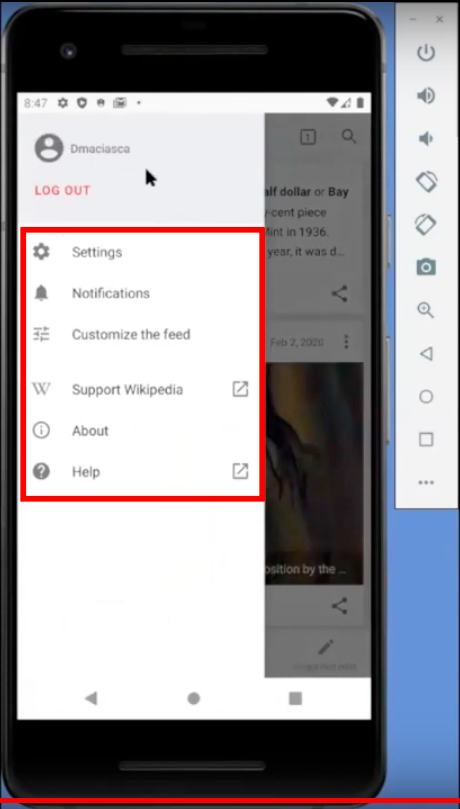 8:47
1
Dmaciasca
LOG OUT
alf dollar or Bay
y-cent piece
Mint in 1936.
year, it was d...
Settings
Notifications
Customize the feed
Feb 2, 2020
W Support Wikipedia
About
Help
osition by the ...